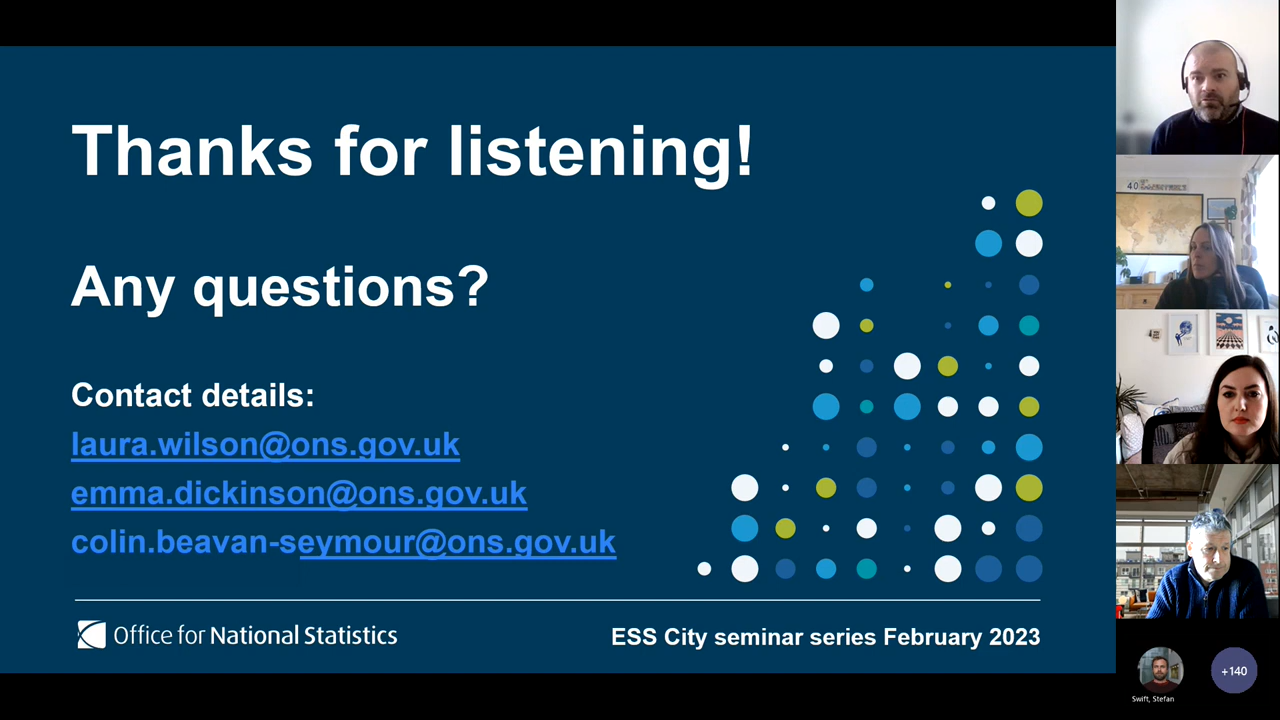 Thanks for listening!
Any questions?
Contact details:
laura.wilson@ons.gov.uk
emma.dickinson@ons.gov.uk
colin.beavan-seymour@ons.gov.uk
Office for National Statistics
ESS City seminar series February 2023
40
Swift, Stefan
+140